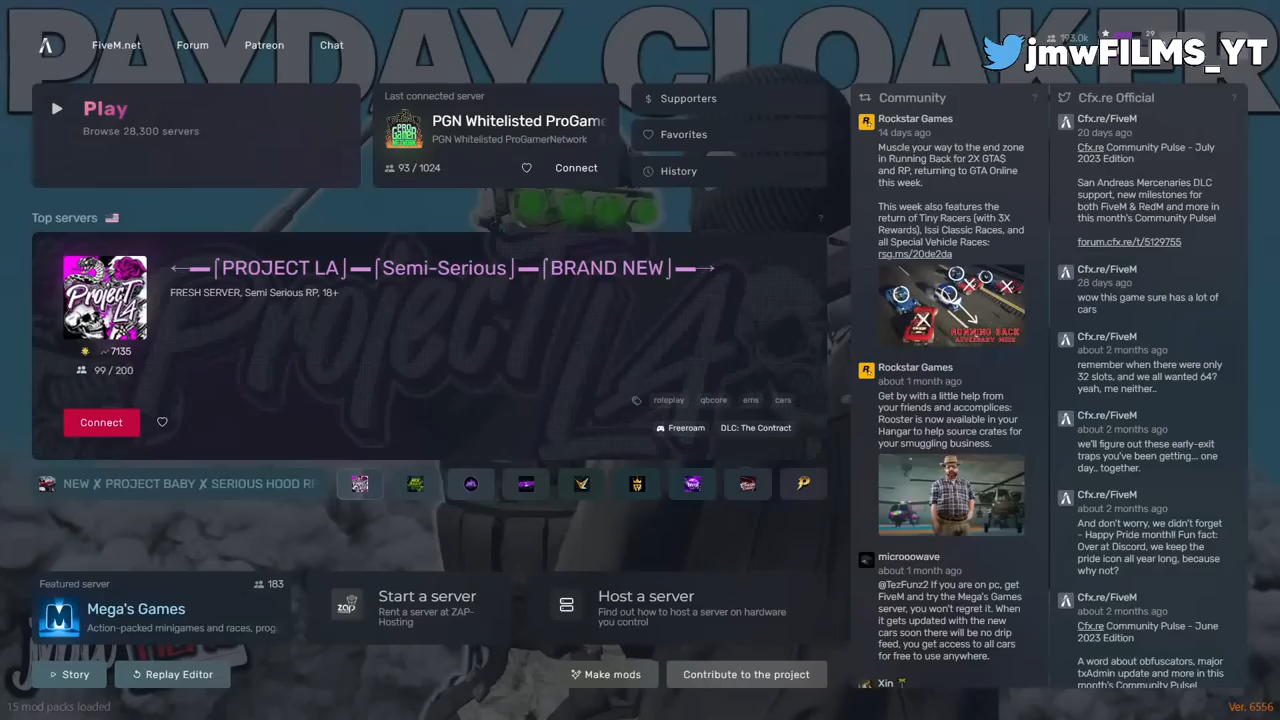 PAYDAY CLOAKER
FiveM.net
Forum
Patreon
Chat
193.0k
29
jmwFILMS_YT
Play
Browse 28,300 servers
Last connected server
PGN Whitelisted ProGame
PGN Whitelisted ProGamerNetwork
93 / 1024
Connect
Supporters
Favorites
History
Top servers
?
Project LA
7135
99 / 200
Connect
[PROJECT LA]
[Semi-Serious]
[BRAND NEW]
FRESH SERVER, Semi Serious RP, 18+
roleplay
qbcore
ems
cars
Freeroam
DLC: The Contract
NEW ✗ PROJECT BABY ✗ SERIOUS HOOD R
Featured server
183
Mega's Games
Action-packed minigames and races, prog
ZAP
Start a server
Rent a server at ZAP-
Hosting
Host a server
Find out how to host a server on hardware
you control
Story
Replay Editor
Make mods
Contribute to the project
15 mod packs loaded
Community
?
Rockstar Games
14 days ago
Muscle your way to the end zone
in Running Back for 2X GTA$
and RP, returning to GTA Online
this week.
This week also features the
return of Tiny Racers (with 3X
Rewards), Issi Classic Races, and
all Special Vehicle Races:
rsg.ms/20de2da
RUNNING BACK
ADVERSARY MODE
Rockstar Games
about 1 month ago
Get by with a little help from
your friends and accomplices:
Rooster is now available in your
Hangar to help source crates for
your smuggling business.
microoowave
about 1 month ago
@TezFunz2 If you are on pc, get
FiveM and try the Mega's Games
server, you won't regret it. When
it gets updated with the new
cars soon there will be no drip
feed, you get access to all cars
for free to use anywhere.
Xin
Cfx.re Official
?
Cfx.re/FiveM
20 days ago
Cfx.re Community Pulse - July
2023 Edition
San Andreas Mercenaries DLC
support, new milestones for
both FiveM & RedM and more in
this month's Community Pulse!
forum.cfx.re/t/5129755
Cfx.re/FiveM
28 days ago
wow this game sure has a lot of
cars
Cfx.re/FiveM
about 2 months ago
remember when there were only
32 slots, and we all wanted 64?
yeah, me neither..
Cfx.re/FiveM
about 2 months ago
we'll figure out these early-exit
traps you've been getting... one
day.. together.
Cfx.re/FiveM
about 2 months ago
And don't worry, we didn't forget
- Happy Pride month!! Fun fact:
Over at Discord, we keep the
pride icon all year long, because
why not?
Cfx.re/FiveM
about 2 months ago
Cfx.re Community Pulse - June
2023 Edition
A word about obfuscators, major
txAdmin update and more in this
month's Community Pulse!
Ver. 6556